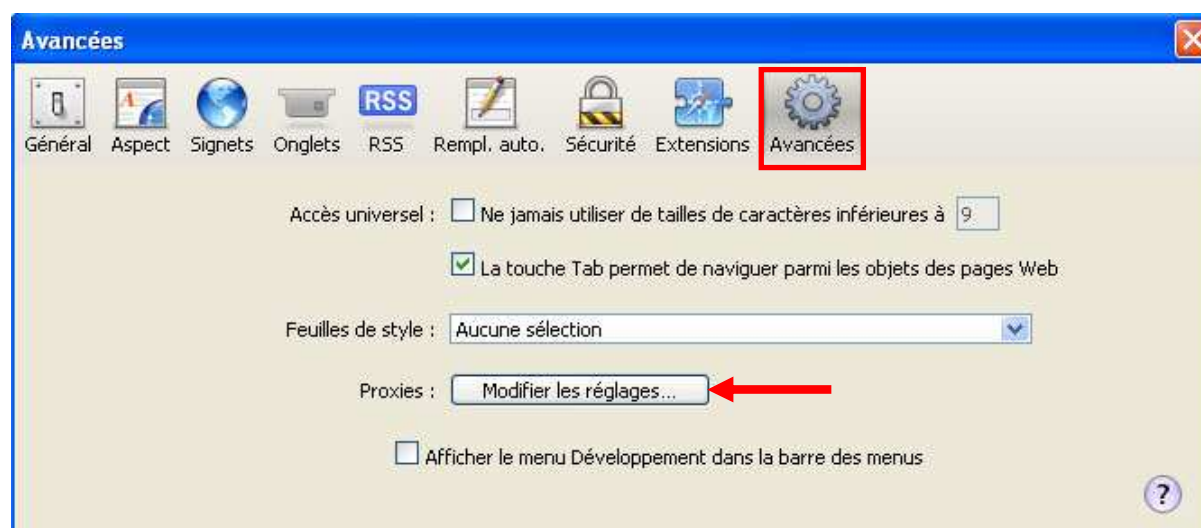 Avancées
RSS
Général Aspect Signets Onglets RSS Rempl. auto. Sécurité Extensions Avancées
Accès universel : Ne jamais utiliser de tailles de caractères inférieures à 9
La touche Tab permet de naviguer parmi les objets des pages Web
Feuilles de style : Aucune sélection
Proxies : Modifier les réglages...
Afficher le menu Développement dans la barre des menus
?